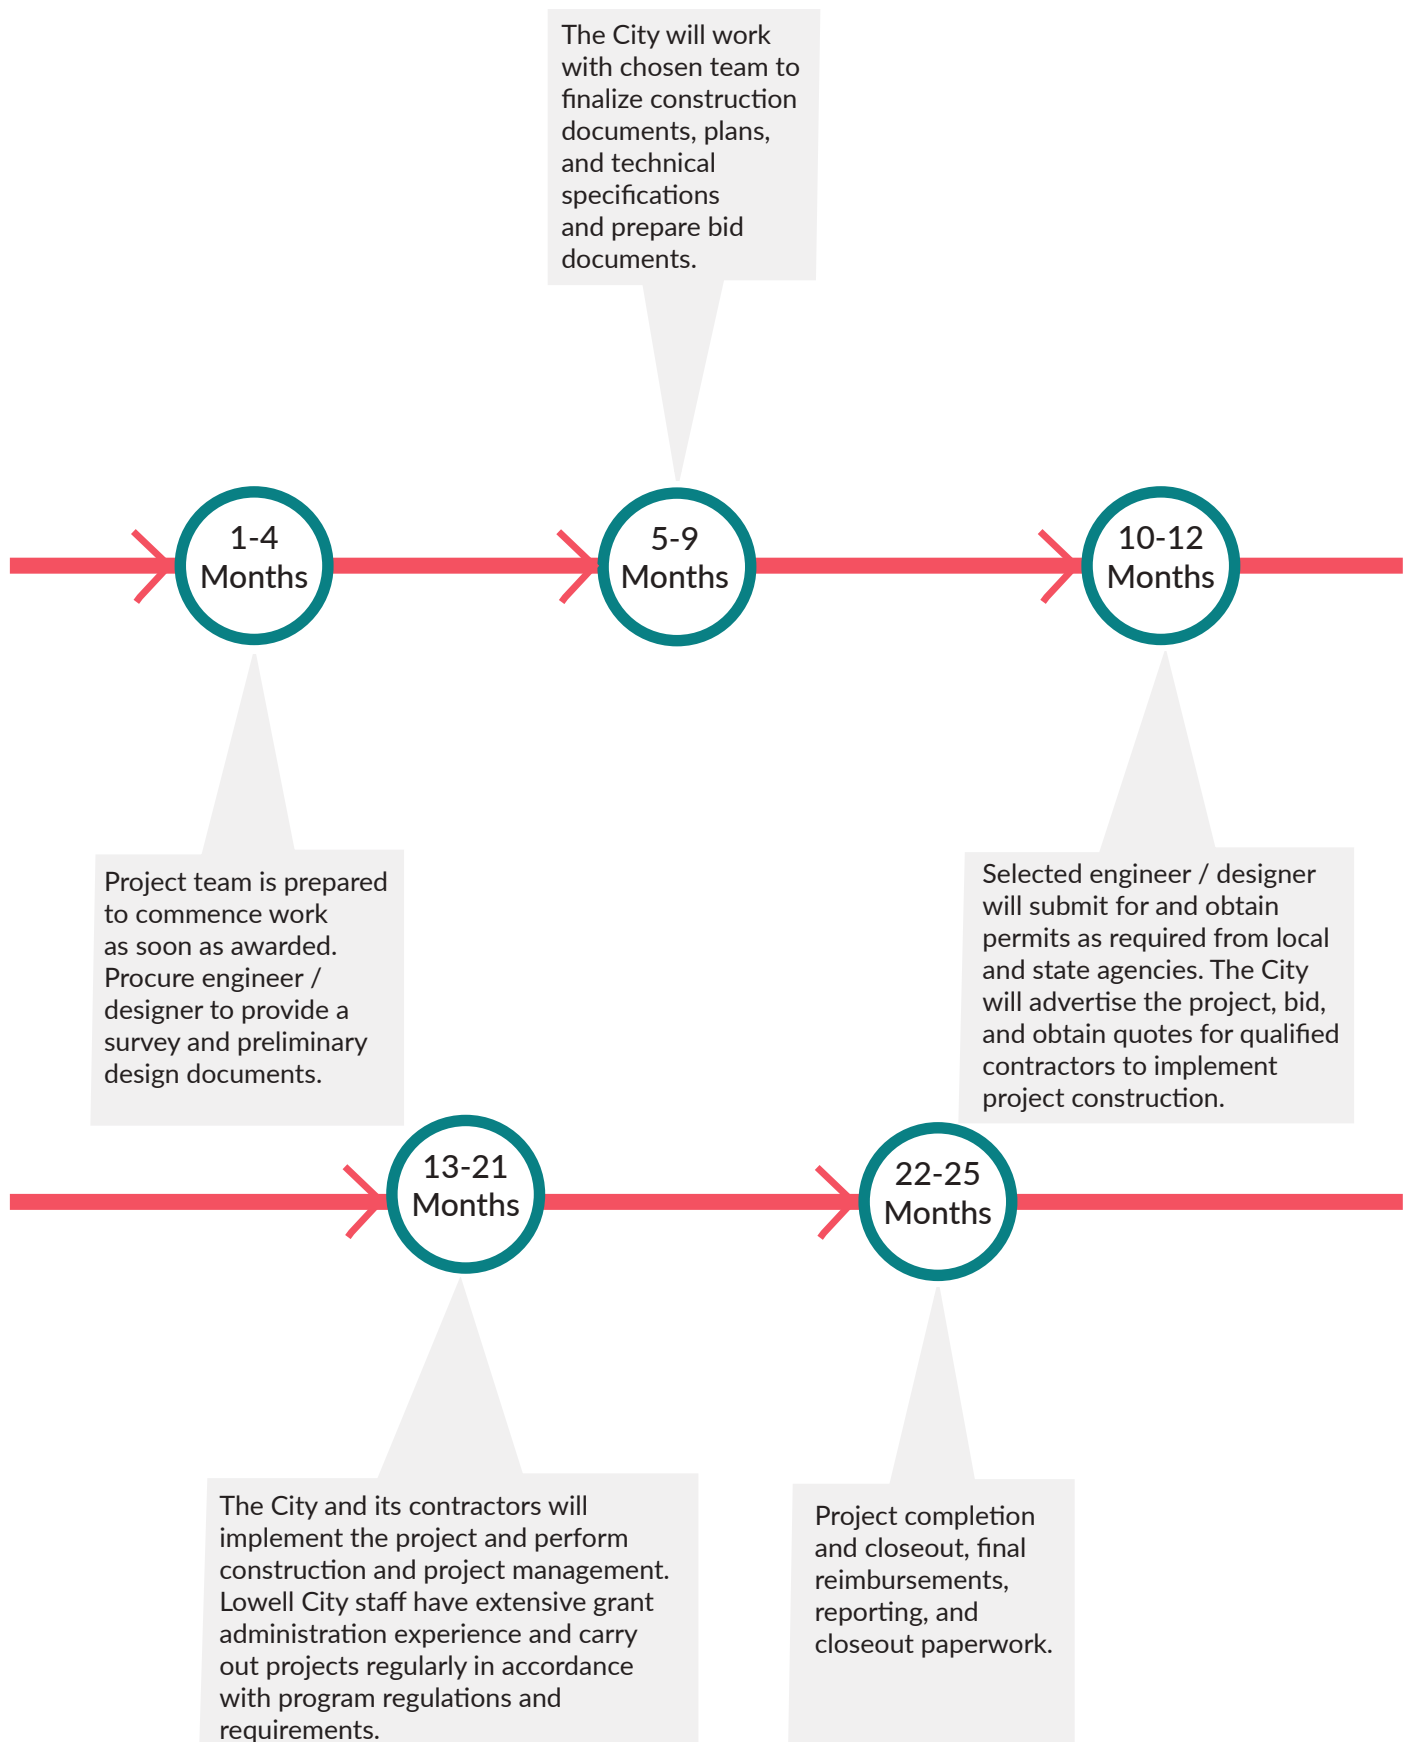 The City will work
with chosen team to
finalize construction
documents, plans,
and technical
specifications
and prepare bid
documents.
1-4
Months
5-9
Months
10-12
Months
Project team is prepared
to commence work
as soon as awarded.
Procure engineer /
designer to provide a
survey and preliminary
design documents.
Selected engineer / designer
will submit for and obtain
permits as required from local
and state agencies. The City
will advertise the project, bid,
and obtain quotes for qualified
contractors to implement
project construction.
13-21
Months
22-25
Months
The City and its contractors will
implement the project and perform
construction and project management.
Lowell City staff have extensive grant
administration experience and carry
out projects regularly in accordance
with program regulations and
requirements.
Project completion
and closeout, final
reimbursements,
reporting, and
closeout paperwork.